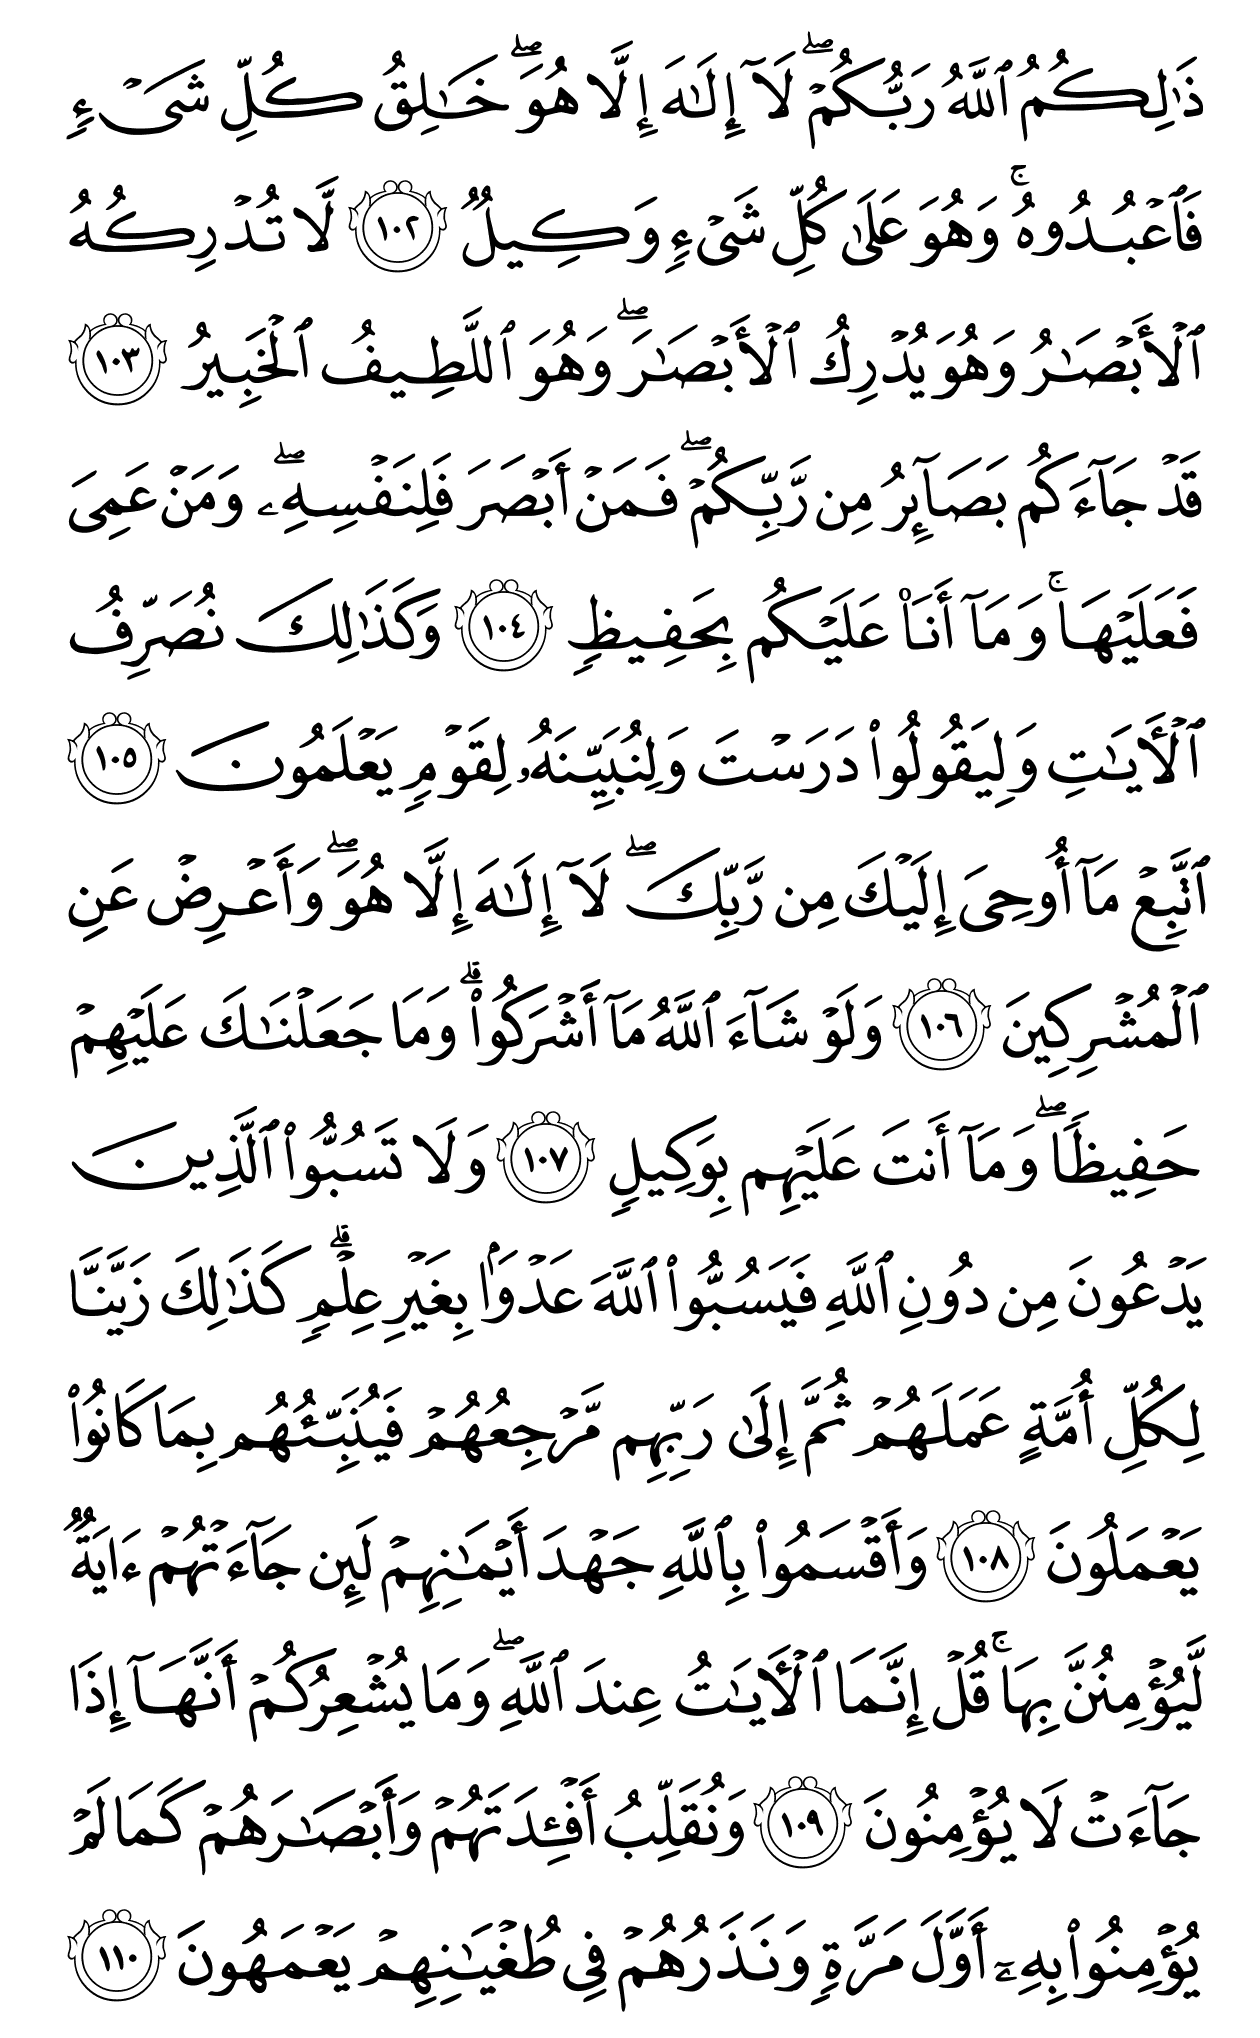 ذَٰلِكُمُ ٱللَّهُ رَبُّكُمۡۖ لَآ إِلَٰهَ إِلَّا هُوَۖ خَٰلِقُ كُلِّ شَيۡءٖ
فَٱعۡبُدُوهُۚ وَهُوَ عَلَىٰ كُلِّ شَيۡءٖ وَكِيلٞ ١٠٢ لَّا تُدۡرِكُهُ
ٱلۡأَبۡصَٰرُ وَهُوَ يُدۡرِكُ ٱلۡأَبۡصَٰرَۖ وَهُوَ ٱللَّطِيفُ ٱلۡخَبِيرُ ١٠٣
قَدۡ جَآءَكُم بَصَآئِرُ مِن رَّبِّكُمۡۖ فَمَنۡ أَبۡصَرَ فَلِنَفۡسِهِۦۖ وَمَنۡ عَمِيَ
فَعَلَيۡهَاۚ وَمَآ أَنَا۠ عَلَيۡكُم بِحَفِيظٖ ١٠٤ وَكَذَٰلِكَ نُصَرِّفُ
ٱلۡأٓيَٰتِ وَلِيَقُولُواْ دَرَسۡتَ وَلِنُبَيِّنَهُۥ لِقَوۡمٖ يَعۡلَمُونَ ١٠٥
ٱتَّبِعۡ مَآ أُوحِيَ إِلَيۡكَ مِن رَّبِّكَۖ لَآ إِلَٰهَ إِلَّا هُوَۖ وَأَعۡرِضۡ عَنِ
ٱلۡمُشۡرِكِينَ ١٠٦ وَلَوۡ شَآءَ ٱللَّهُ مَآ أَشۡرَكُواْۗ وَمَا جَعَلۡنَٰكَ عَلَيۡهِمۡ
حَفِيظٗاۖ وَمَآ أَنتَ عَلَيۡهِم بِوَكِيلٖ ١٠٧ وَلَا تَسُبُّواْ ٱلَّذِينَ
يَدۡعُونَ مِن دُونِ ٱللَّهِ فَيَسُبُّواْ ٱللَّهَ عَدۡوَۢا بِغَيۡرِ عِلۡمٖۗ كَذَٰلِكَ زَيَّنَّا
لِكُلِّ أُمَّةٍ عَمَلَهُمۡ ثُمَّ إِلَىٰ رَبِّهِم مَّرۡجِعُهُمۡ فَيُنَبِّئُهُم بِمَا كَانُواْ
يَعۡمَلُونَ ١٠٨ وَأَقۡسَمُواْ بِٱللَّهِ جَهۡدَ أَيۡمَٰنِهِمۡ لَئِن جَآءَتۡهُمۡ ءَايَةٞ
لَّيُؤۡمِنُنَّ بِهَاۚ قُلۡ إِنَّمَا ٱلۡأٓيَٰتُ عِندَ ٱللَّهِۖ وَمَا يُشۡعِرُكُمۡ أَنَّهَآ إِذَا
جَآءَتۡ لَا يُؤۡمِنُونَ ١٠٩ وَنُقَلِّبُ أَفۡـِٔدَتَهُمۡ وَأَبۡصَٰرَهُمۡ كَمَا لَمۡ
يُؤۡمِنُواْ بِهِۦٓ أَوَّلَ مَرَّةٖ وَنَذَرُهُمۡ فِي طُغۡيَٰنِهِمۡ يَعۡمَهُونَ ١١٠